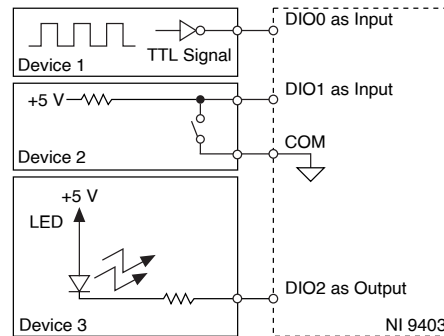 DIO0 as Input
TTL Signal
Device 1
+5 V
DIO1 as Input
COM
Device 2
+5 V
LED
DIO2 as Output
Device 3
NI 9403